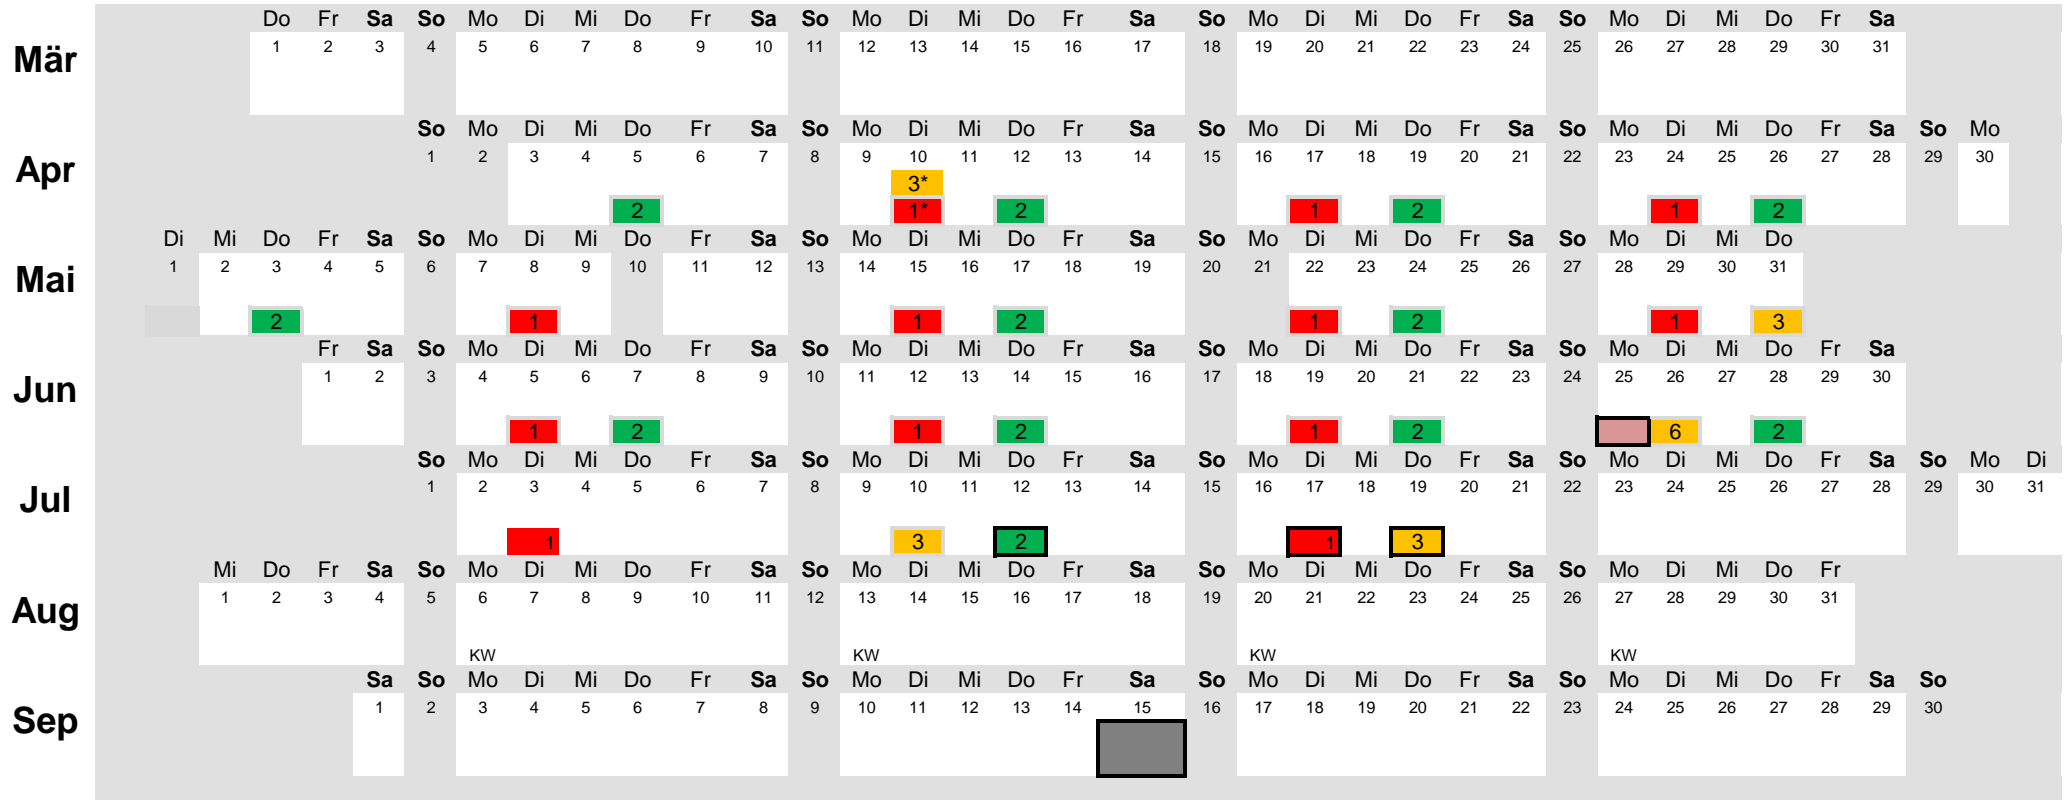 Do Fr Sa So Mo Di Mi Do Fr Sa So Mo Di Mi Do Fr Sa So Mo Di Mi Do Fr Sa So Mo Di Mi Do Fr Sa
Mär
1 2 3 4 5 6 7 8 9 10 11 12 13 14 15 16 17 18 19 20 21 22 23 24 25 26 27 28 29 30 31
So Mo Di Mi Do Fr Sa So Mo Di Mi Do Fr Sa So Mo Di Mi Do Fr Sa So Mo Di Mi Do Fr Sa So Mo
Apr
1 2 3 4 5 6 7 8 9 10 11 12 13 14 15 16 17 18 19 20 21 22 23 24 25 26 27 28 29 30
3*
2 1* 2 1 2 1 2
Di Mi Do Fr Sa So Mo Di Mi Do Fr Sa So Mo Di Mi Do Fr Sa So Mo Di Mi Do Fr Sa So Mo Di Mi Do
Mai
1 2 3 4 5 6 7 8 9 10 11 12 13 14 15 16 17 18 19 20 21 22 23 24 25 26 27 28 29 30 31
2 1 1 2 1 2 1 3
Fr Sa So Mo Di Mi Do Fr Sa So Mo Di Mi Do Fr Sa So Mo Di Mi Do Fr Sa So Mo Di Mi Do Fr Sa
Jun
1 2 3 4 5 6 7 8 9 10 11 12 13 14 15 16 17 18 19 20 21 22 23 24 25 26 27 28 29 30
1 2 1 2 1 2 6 2
So Mo Di Mi Do Fr Sa So Mo Di Mi Do Fr Sa So Mo Di Mi Do Fr Sa So Mo Di Mi Do Fr Sa So Mo Di
Jul
1 2 3 4 5 6 7 8 9 10 11 12 13 14 15 16 17 18 19 20 21 22 23 24 25 26 27 28 29 30 31
1 3 2 1 3
Mi Do Fr Sa So Mo Di Mi Do Fr Sa So Mo Di Mi Do Fr Sa So Mo Di Mi Do Fr Sa So Mo Di Mi Do Fr
Aug
1 2 3 4 5 6 7 8 9 10 11 12 13 14 15 16 17 18 19 20 21 22 23 24 25 26 27 28 29 30 31
KW KW KW KW
Sa So Mo Di Mi Do Fr Sa So Mo Di Mi Do Fr Sa So Mo Di Mi Do Fr Sa So Mo Di Mi Do Fr Sa So
Sep
1 2 3 4 5 6 7 8 9 10 11 12 13 14 15 16 17 18 19 20 21 22 23 24 25 26 27 28 29 30